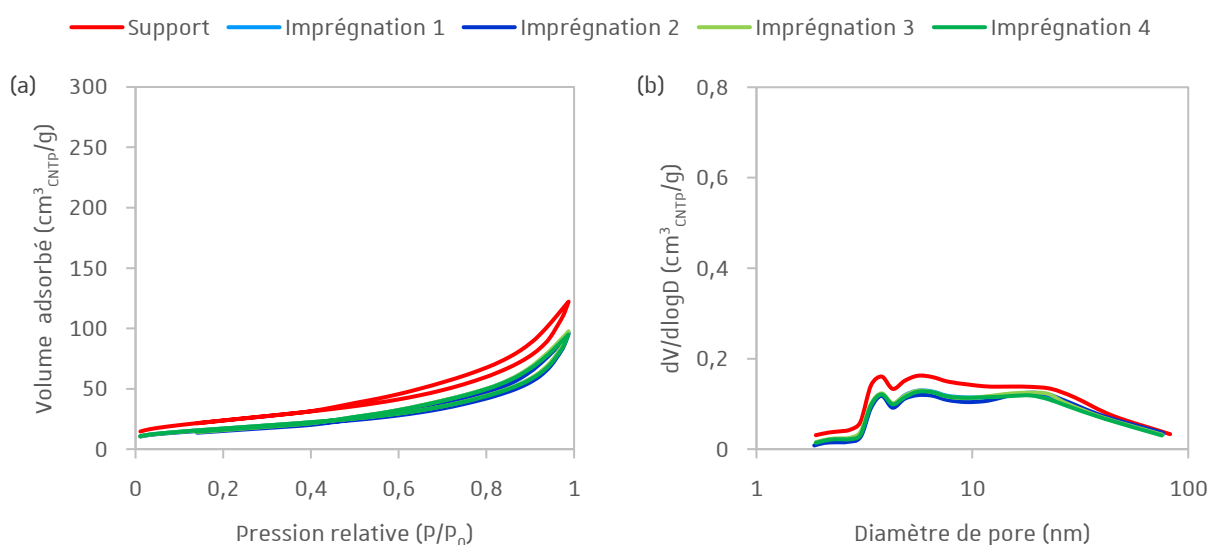 Support Imprégnation 1 Imprégnation 2 Imprégnation 3 Imprégnation 4
(a)
Volume adsorbé (cm³CNTP/g)
300
250
200
150
100
50
0
0 0,2 0,4 0,6 0,8 1
Pression relative (P/P₀)
(b)
dV/dlogD (cm³CNTP/g)
0,8
0,6
0,4
0,2
0
1 10 100
Diamètre de pore (nm)